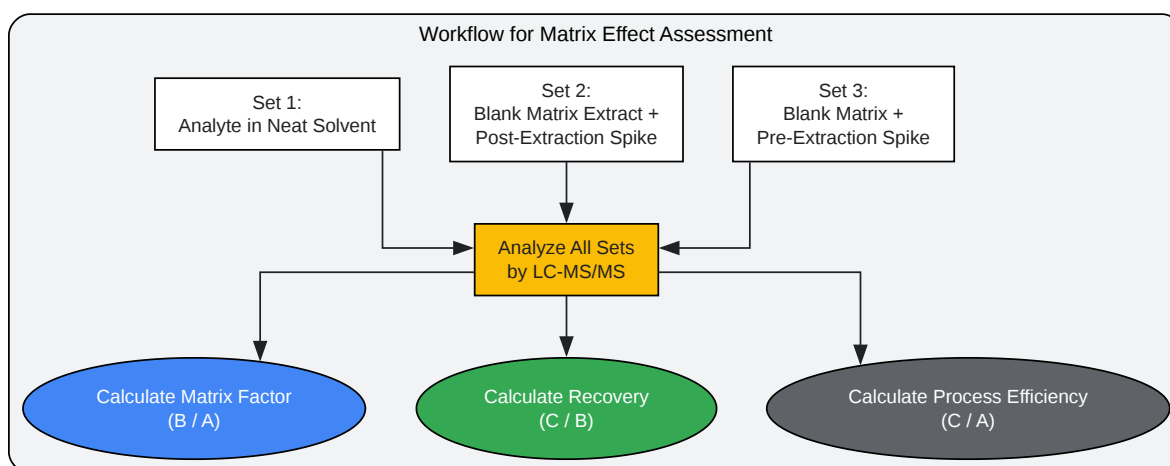 Workflow for Matrix Effect Assessment
Set 1:
Analyte in Neat Solvent
Set 2:
Blank Matrix Extract +
Post-Extraction Spike
Set 3:
Blank Matrix +
Pre-Extraction Spike
Analyze All Sets
by LC-MS/MS
Calculate Matrix Factor
(B / A)
Calculate Recovery
(C / B)
Calculate Process Efficiency
(C / A)